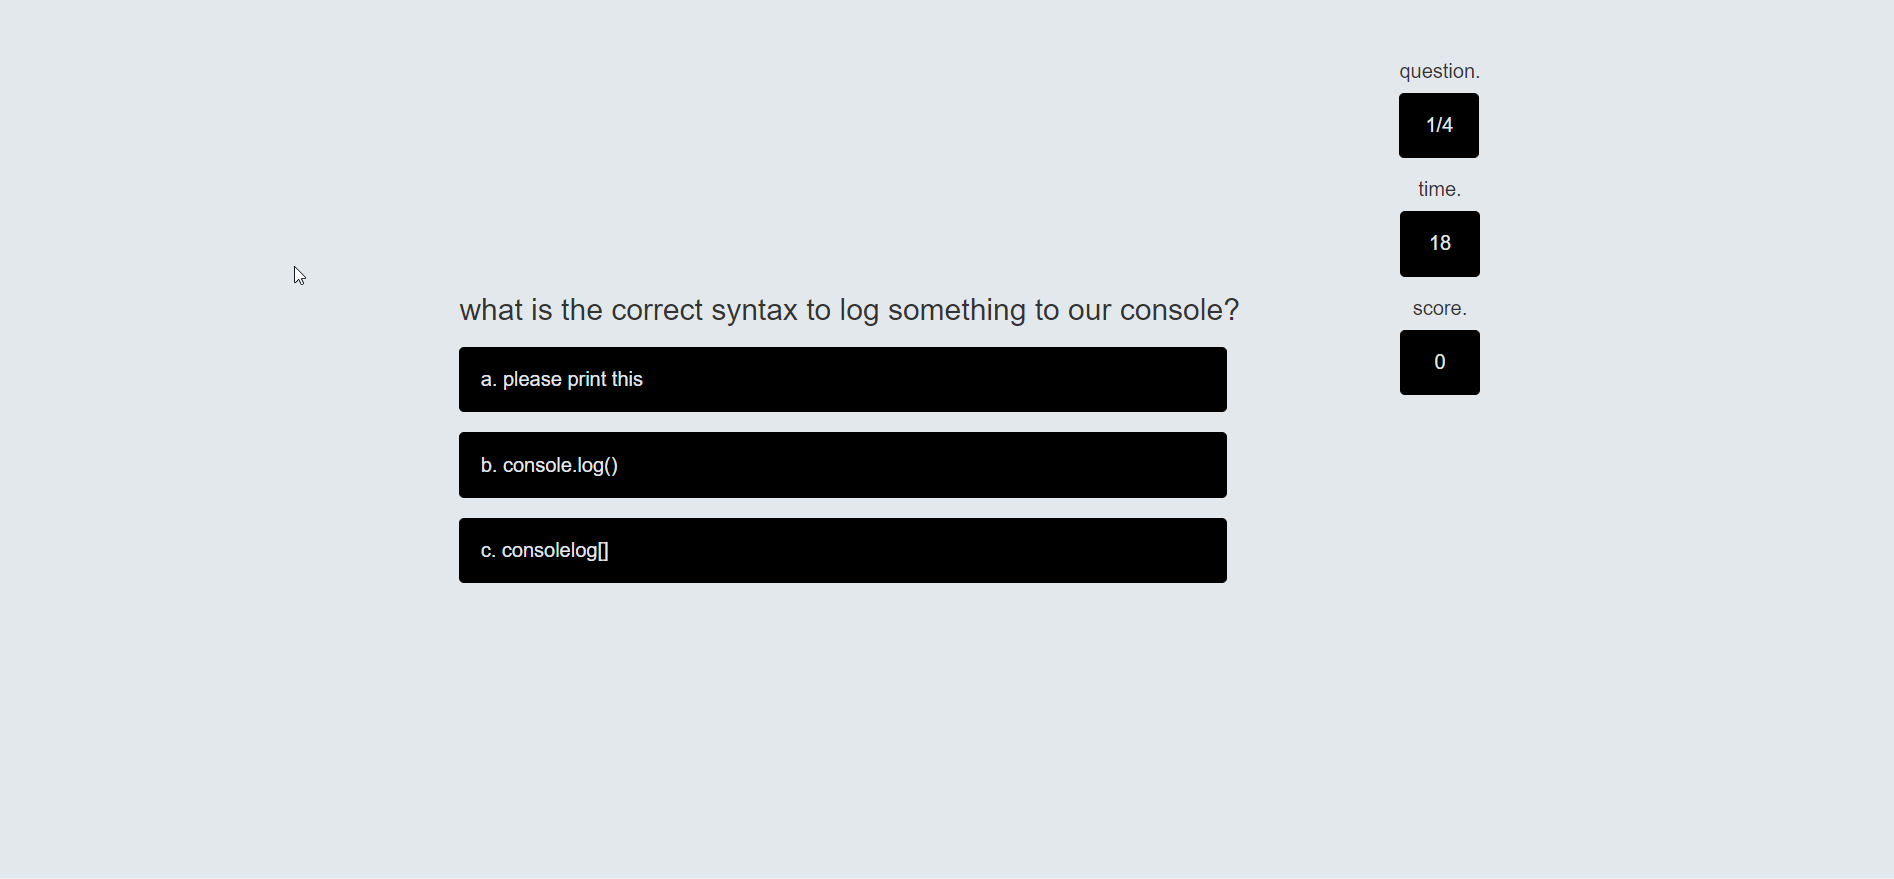 question.
1/4
time.
18
score.
0
what is the correct syntax to log something to our console?
a. please print this
b. console.log()
c. consolelog[]